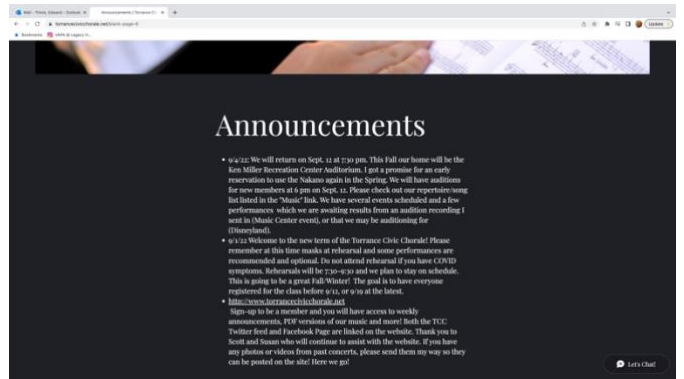 Announcements / Torrance Ci
torrancecivicchorale.net/blank-page-6
Update
Bookmarks
Announcements
• 9/4/22: We will return on Sept. 12 at 7:30 pm. This Fall our home will be the
Ken Miller Recreation Center Auditorium. I got a promise for an early
reservation to use the Nakano again in the Spring. We will have auditions
for new members at 6 pm on Sept. 12. Please check out our repertoire/song
list listed in the "Music" link. We have several events scheduled and a few
performances which we are awaiting results from an audition recording I
sent in (Music Center event), or that we may be auditioning for
(Disneyland).
• 9/1/22 Welcome to the new term of the Torrance Civic Chorale! Please
remember at this time masks at rehearsal and some performances are
recommended and optional. Do not attend rehearsal if you have COVID
symptoms. Rehearsals will be 7:30-9:30 and we plan to stay on schedule.
This is going to be a great Fall/Winter! The goal is to have everyone
registered for the class before 9/12, or 9/19 at the latest.
• http://www.torrancecivicchorale.net
Sign-up to be a member and you will have access to weekly
announcements, PDF versions of our music and more! Both the TCC
Twitter feed and Facebook Page are linked on the website. Thank you to
Scott and Susan who will continue to assist with the website. If you have
any photos or videos from past concerts, please send them my way so they
can be posted on the site! Here we go!
Let's Chat!